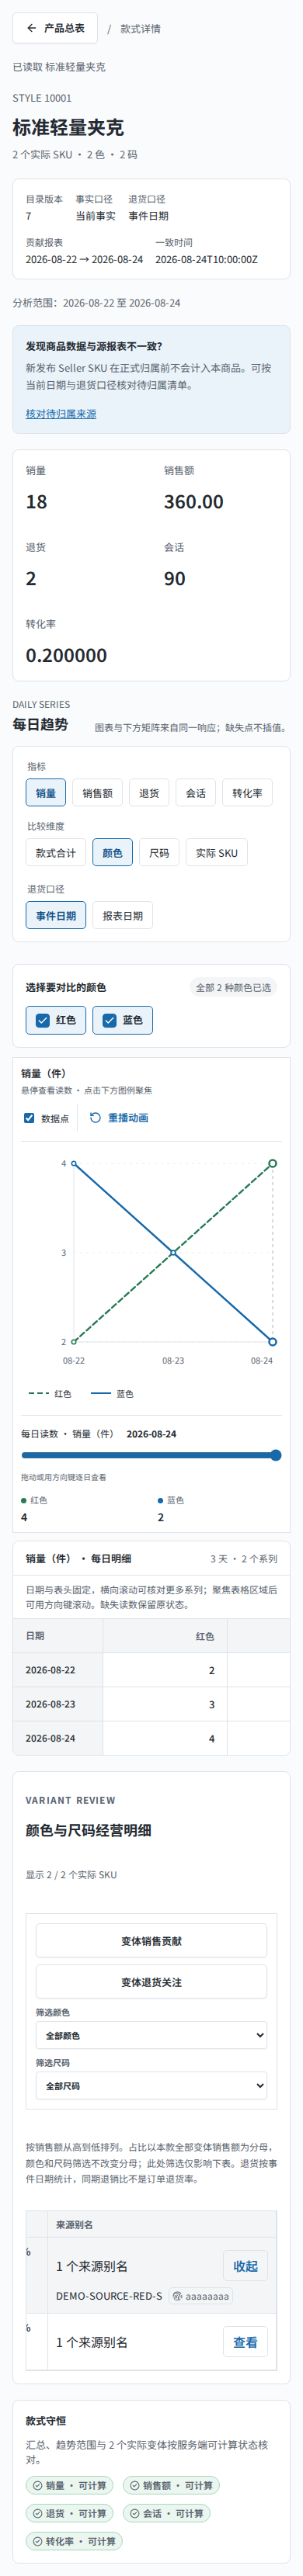 ← 产品总表 / 款式详情
已读取 标准轻量夹克
STYLE 10001
标准轻量夹克
2 个实际 SKU • 2 色 • 2 码
目录版本 事实口径 退货口径
7 当前事实 事件日期
贡献报表 一致时间
2026-08-22 → 2026-08-24 2026-08-24T10:00:00Z
分析范围：2026-08-22 至 2026-08-24
发现商品数据与源报表不一致？
新发布 Seller SKU 在正式归属前不会计入本商品。可按
当前日期与退货口径核对待归属清单。
核对待归属来源
销量 销售额
18 360.00
退货 会话
2 90
转化率
0.200000
DAILY SERIES
每日趋势 图表与下方矩阵来自同一响应；缺失点不插值。
指标
销量 销售额 退货 会话 转化率
比较维度
款式合计 颜色 尺码 实际 SKU
退货口径
事件日期 报表日期
选择要对比的颜色 全部 2 种颜色已选
红色 蓝色
销量（件）
悬停查看读数 • 点击下方图例聚焦
数据点 重播动画
4
3
2
08-22 08-23 08-24
红色 蓝色
每日读数 • 销量（件） 2026-08-24
拖动或用方向键逐日查看
红色 蓝色
4 2
销量（件） • 每日明细 3 天 • 2 个系列
日期与表头固定，横向滚动可核对更多系列；聚焦表格区域后
可用方向键滚动。缺失读数保留原状态。
日期 红色
2026-08-22 2
2026-08-23 3
2026-08-24 4
VARIANT REVIEW
颜色与尺码经营明细
显示 2 / 2 个实际 SKU
变体销售贡献
变体退货关注
筛选颜色
全部颜色
筛选尺码
全部尺码
按销售额从高到低排列。占比以本款全部变体销售额为分母，
颜色和尺码筛选不改变分母；此处筛选仅影响下表。退货按事
件日期统计，同期退销比不是订单退货率。
来源别名
% 1 个来源别名 收起
DEMO-SOURCE-RED-S aaaaaaaa
% 1 个来源别名 查看
款式守恒
汇总、趋势范围与 2 个实际变体按服务端可计算状态核
对。
销量 • 可计算 销售额 • 可计算
退货 • 可计算 会话 • 可计算
转化率 • 可计算